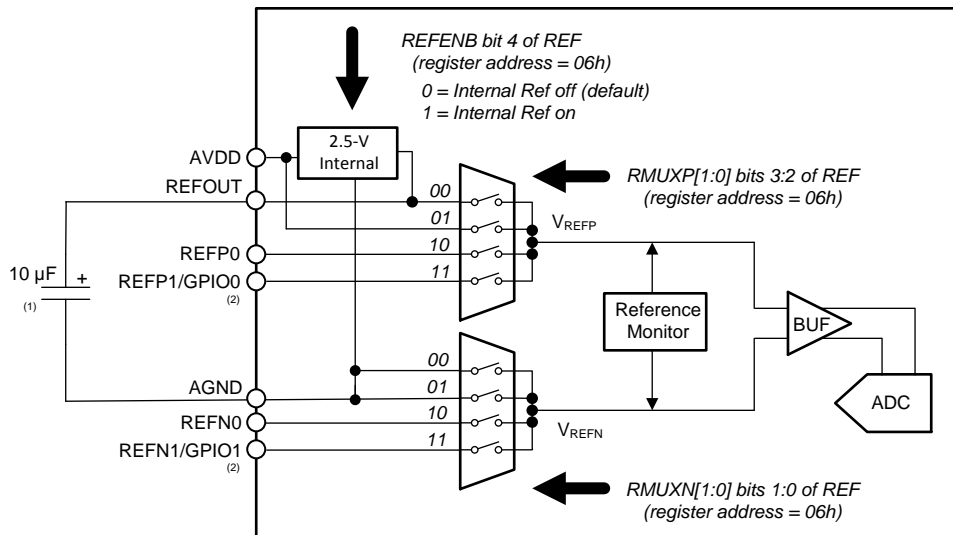 REFENB bit 4 of REF
(register address = 06h)
0 = Internal Ref off (default)
1 = Internal Ref on
2.5-V
Internal
AVDD
REFOUT
REFP0
REFP1/GPIO0
(2)
10 µF
+
(1)
AGND
REFN0
REFN1/GPIO1
(2)
00
01
10
11
RMUXP[1:0] bits 3:2 of REF
(register address = 06h)
VREFP
Reference
Monitor
BUF
ADC
00
01
10
11
VREFN
RMUXN[1:0] bits 1:0 of REF
(register address = 06h)